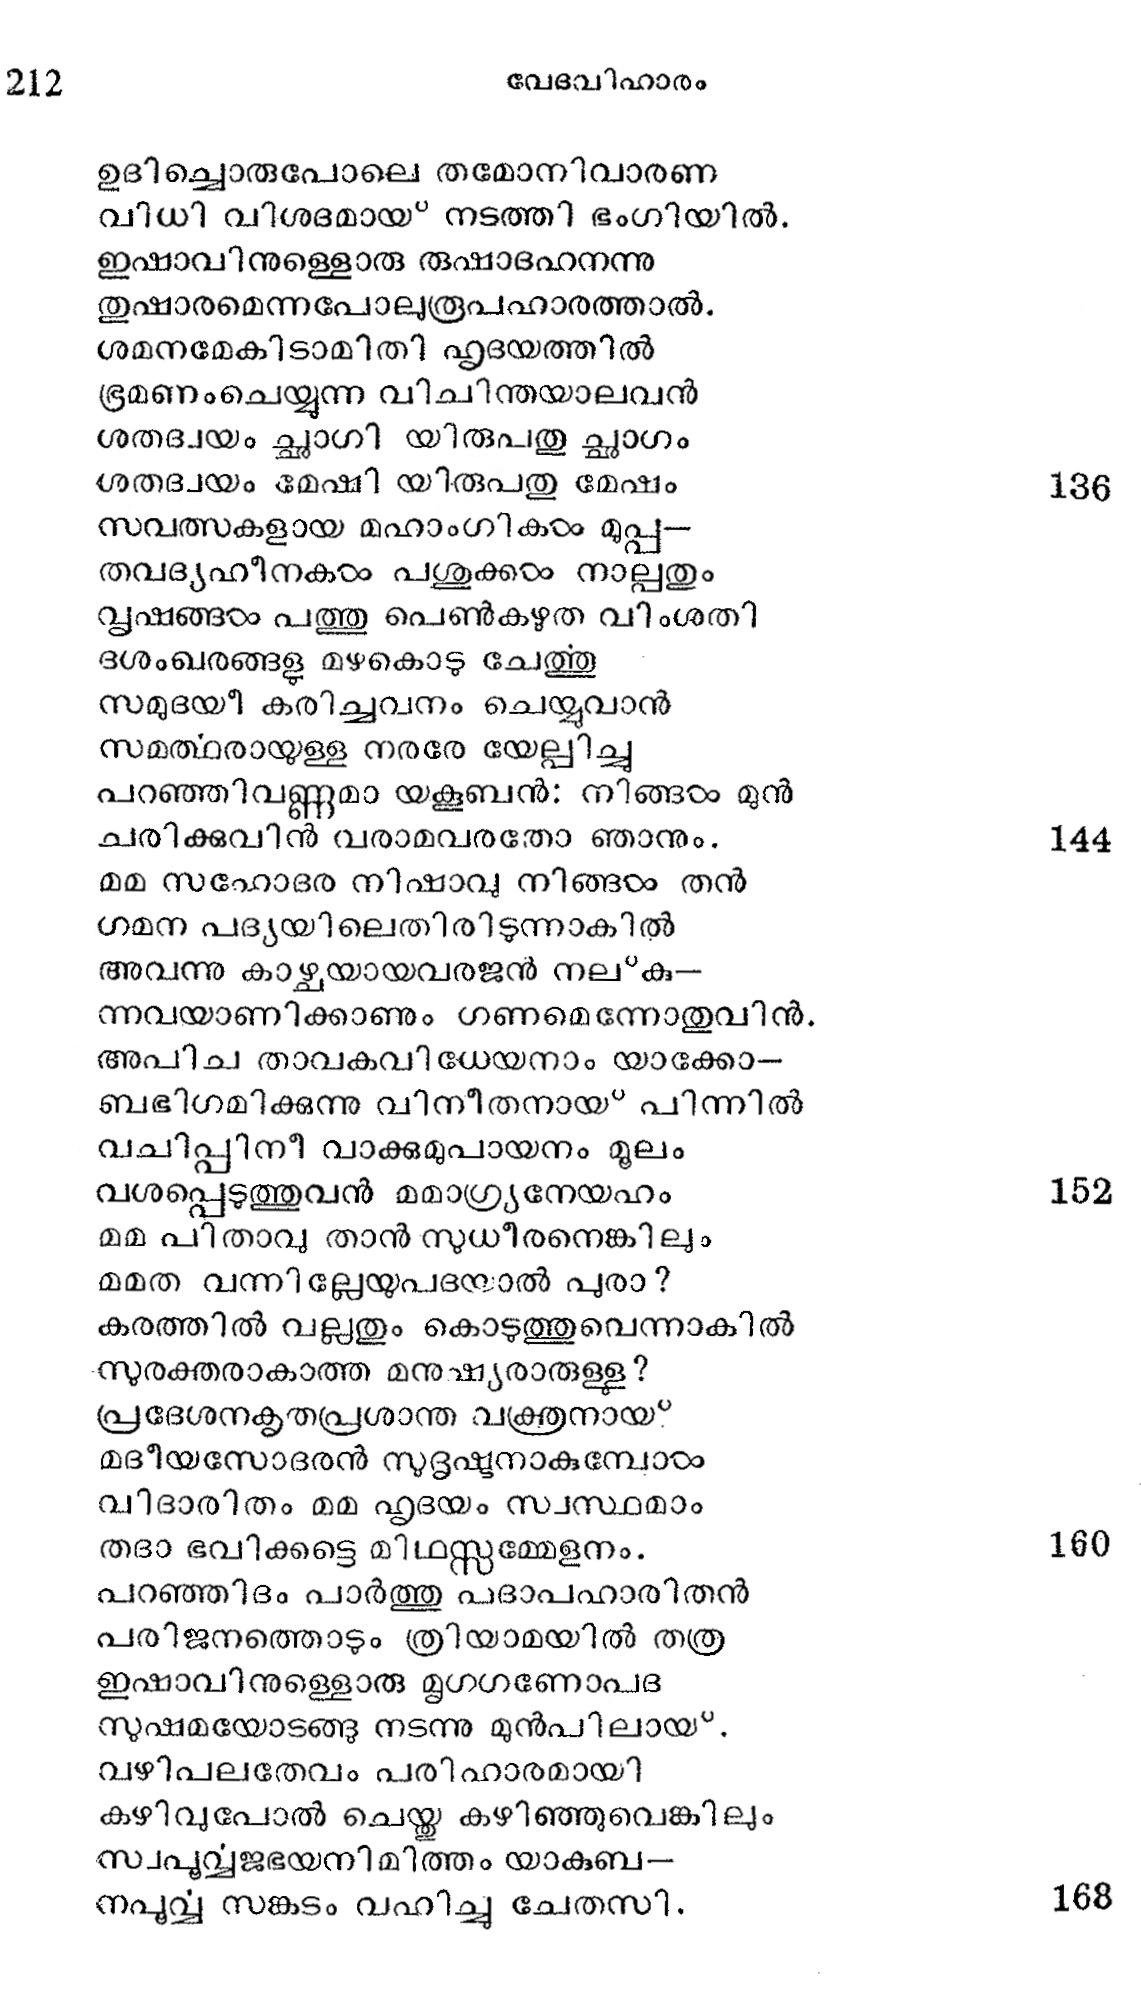 212 വേദവിഹാരം
ഉദിച്ചൊരുപോലെ തമോനിവാരണ
വിധി വിശദമായ് നടത്തി ഭംഗിയിൽ.
ഇഷാവിനുള്ളൊരു രുഷാദഹനന്നു
തുഷാരമെന്നപോലുരൂപഹാരത്താൽ.
ശമനമേകിടാമിതി ഹൃദയത്തിൽ
ഭ്രമണംചെയ്യുന്ന വിചിന്തയാലവൻ
ശതദ്വയം ച്ഛാഗി യിരുപതു ച്ഛാഗം
ശതദ്വയം മേഷി യിരുപതു മേഷം 136
സവത്സകളായ മഹാംഗികൾ മുപ്പ—
തവദ്യഹീനകൾ പശുക്കൾ നാല്പതും
വൃഷങ്ങൾ പത്തു പെൺകഴുത വിംശതി
ദശംഖരങ്ങളു മഴകൊടു ചേൎത്തു
സമുദയീ കരിച്ചവനം ചെയ്യുവാൻ
സമൎത്ഥരായുള്ള നരരേ യേല്പിച്ചു
പറഞ്ഞിവണ്ണമാ യക്കൂബൻ: നിങ്ങൾ മുൻ
ചരിക്കുവിൻ വരാമവരതോ ഞാനും. 144
മമ സഹോദര നിഷാവു നിങ്ങൾ തൻ
ഗമന പദ്യയിലെതിരിടുന്നാകിൽ
അവന്നു കാഴ്ചയായവരജൻ നല്കു—
ന്നവയാണിക്കാണും ഗണമെന്നോതുവിൻ.
അപിച താവകവിധേയനാം യാക്കോ—
ബഭിഗമിക്കുന്നു വിനീതനായ് പിന്നിൽ
വചിപ്പിനീ വാക്കുമുപായനം മൂലം
വശപ്പെടുത്തുവൻ മമാഗ്ര്യനേയഹം 152
മമ പിതാവു താൻ സുധീരനെങ്കിലും
മമത വന്നില്ലേയുപദയാൽ പുരാ?
കരത്തിൽ വല്ലതും കൊടുത്തുവെന്നാകിൽ
സുരക്തരാകാത്ത മനുഷ്യരാരുള്ളു?
പ്രദേശനകൃതപ്രശാന്ത വക്ത്രനായ്
മദീയസോദരൻ സുദൃഷ്ടനാകുമ്പോൾ
വിദാരിതം മമ ഹൃദയം സ്വസ്ഥമാം
തദാ ഭവിക്കട്ടെ മിഥസ്സമ്മേളനം. 160
പറഞ്ഞിദം പാർത്തു പദാപഹാരിതൻ
പരിജനത്തൊടും ത്രിയാമയിൽ തത്ര
ഇഷാവിനുള്ളൊരു മൃഗഗണോപദ
സുഷമയോടങ്ങു നടന്നു മുൻപിലായ്.
വഴിപലതേവം പരിഹാരമായി
കഴിവുപോൽ ചെയ്തു കഴിഞ്ഞുവെങ്കിലും
സ്വപൂൎവ്വജഭയനിമിത്തം യാകുബ—
നപൂൎവ്വ സങ്കടം വഹിച്ചു ചേതസി. 168